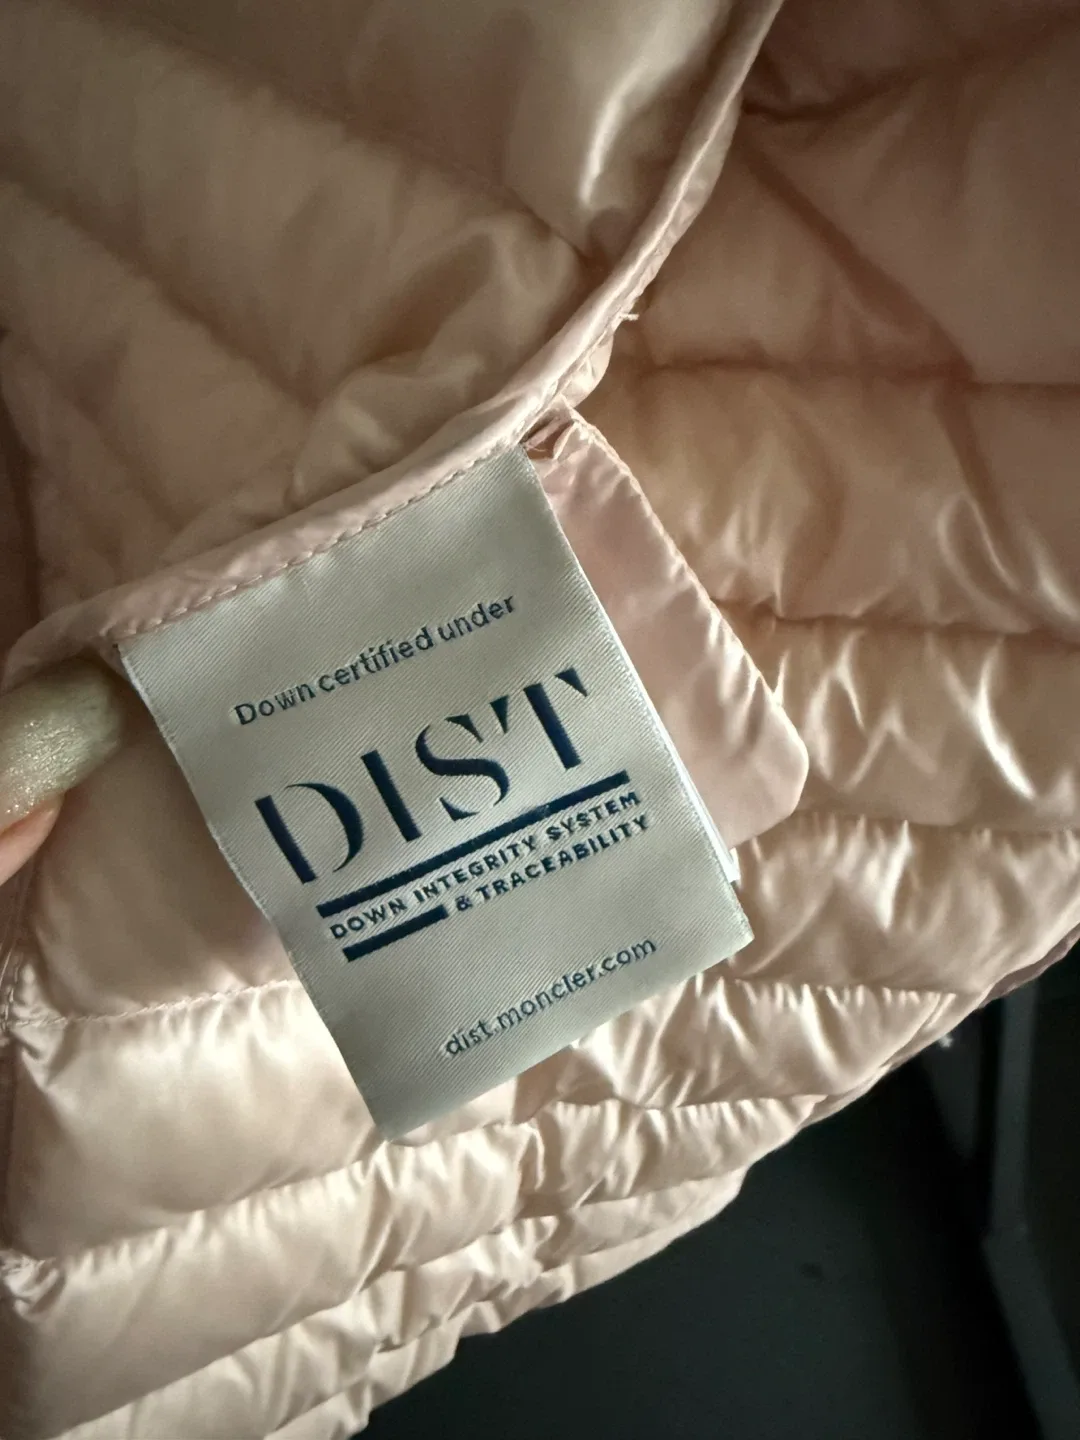 Down certified under
DIST
DOWN INTEGRITY SYSTEM
& TRACEABILITY
dist.moncler.com